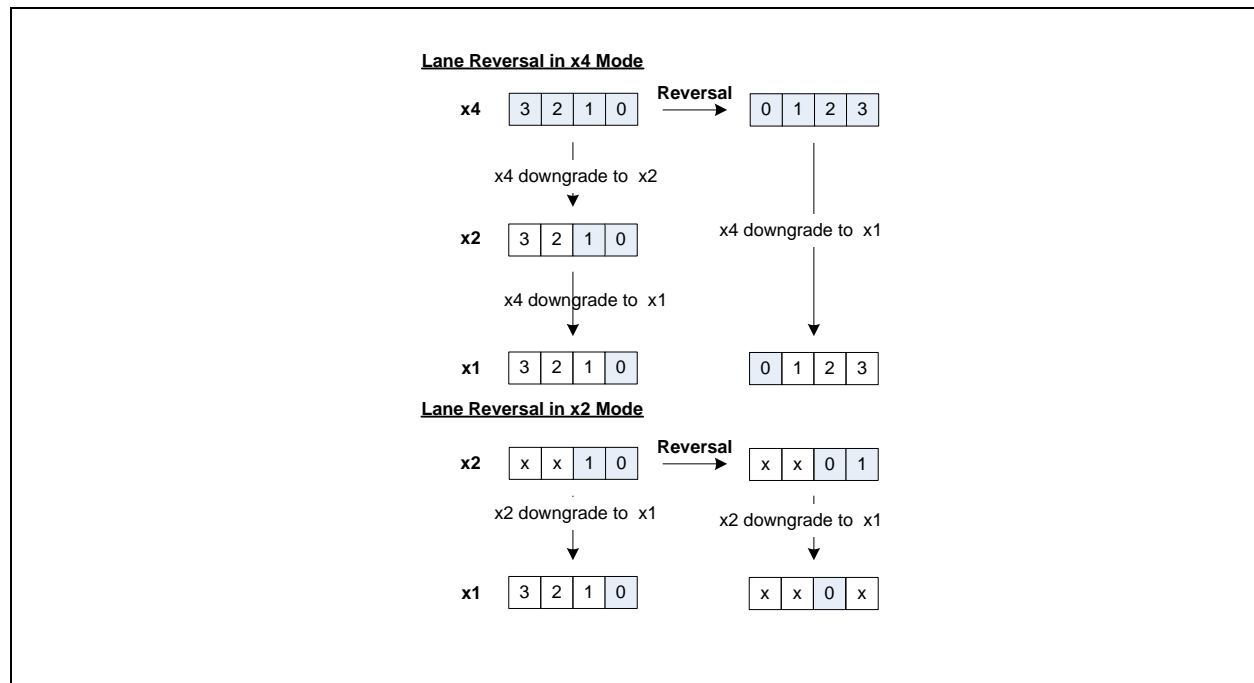 Lane Reversal in x4 Mode
Reversal
x4 3 2 1 0 0 1 2 3
x4 downgrade to x2
x2 3 2 1 0
x4 downgrade to x1
x4 downgrade to x1
x1 3 2 1 0 0 1 2 3
Lane Reversal in x2 Mode
Reversal
x2 x x 1 0 x x 0 1
x2 downgrade to x1 x2 downgrade to x1
x1 3 2 1 0 x x 0 x